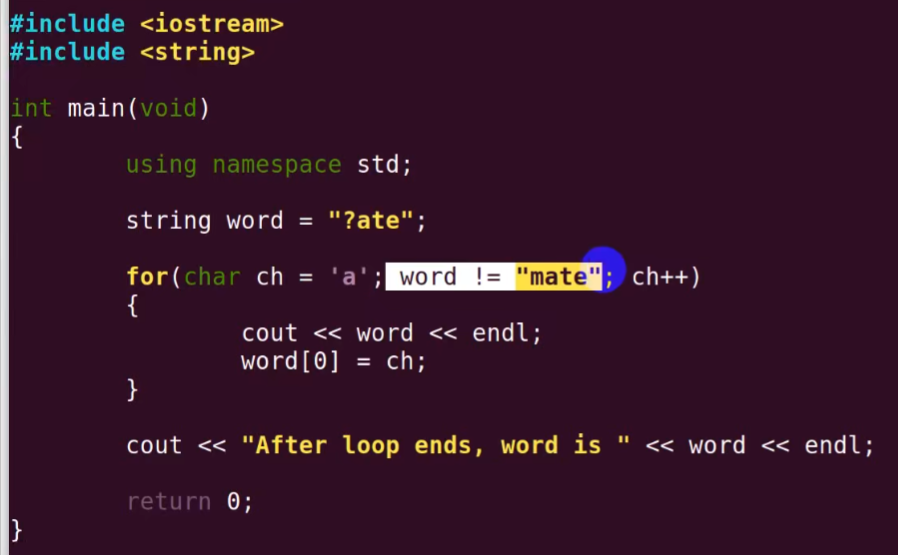 #include <iostream>
#include <string>
int main(void)
{
using namespace std;
string word = "?ate";
for(char ch = 'a'; word != "mate"; ch++)
{
cout << word << endl;
word[0] = ch;
}
cout << "After loop ends, word is " << word << endl;
return 0;
}